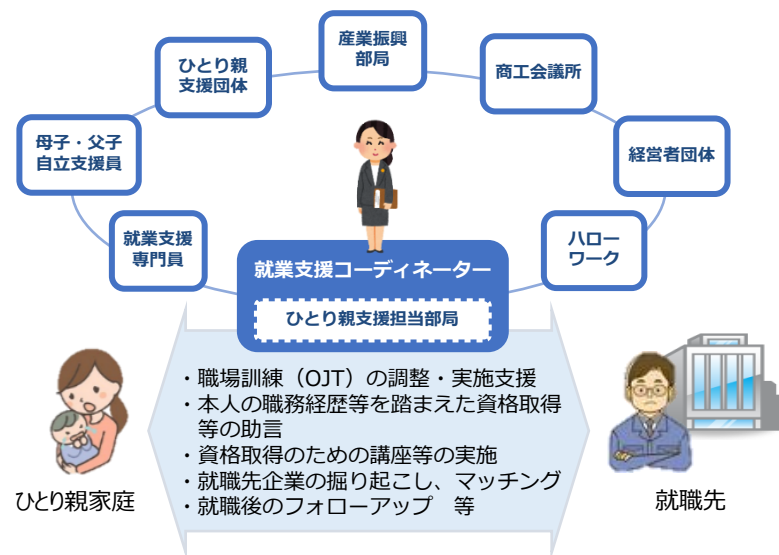 産業振興
部局
ひとり親
支援団体
商工会議所
母子・父子
自立支援員
経営者団体
就業支援
専門員
ハロー
ワーク
就業支援コーディネーター
ひとり親支援担当部局
・職場訓練（OJT）の調整・実施支援
・本人の職務経歴等を踏まえた資格取得
等の助言
・資格取得のための講座等の実施
・就職先企業の掘り起こし、マッチング
・就職後のフォローアップ　等
ひとり親家庭
就職先